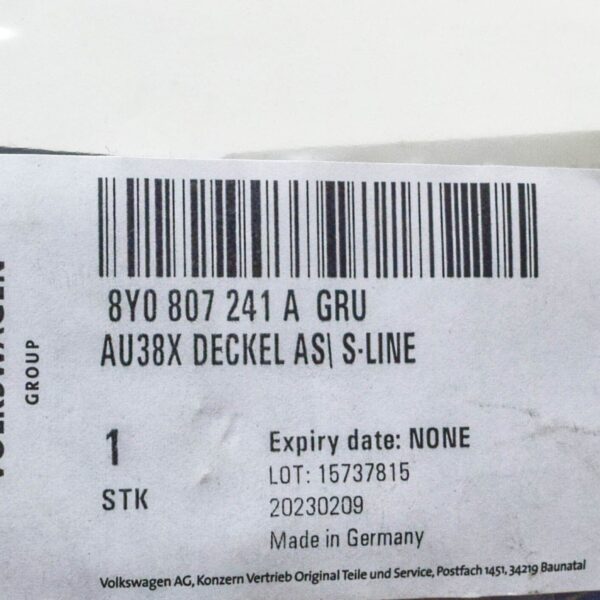 8Y0 807 241 A GRU
AU38X DECKEL AS\ S-LINE
GROUP
1
STK
Expiry date: NONE
LOT: 15737815
20230209
Made in Germany
Volkswagen AG, Konzern Vertrieb Original Teile und Service, Postfach 1451, 34219 Baunatal